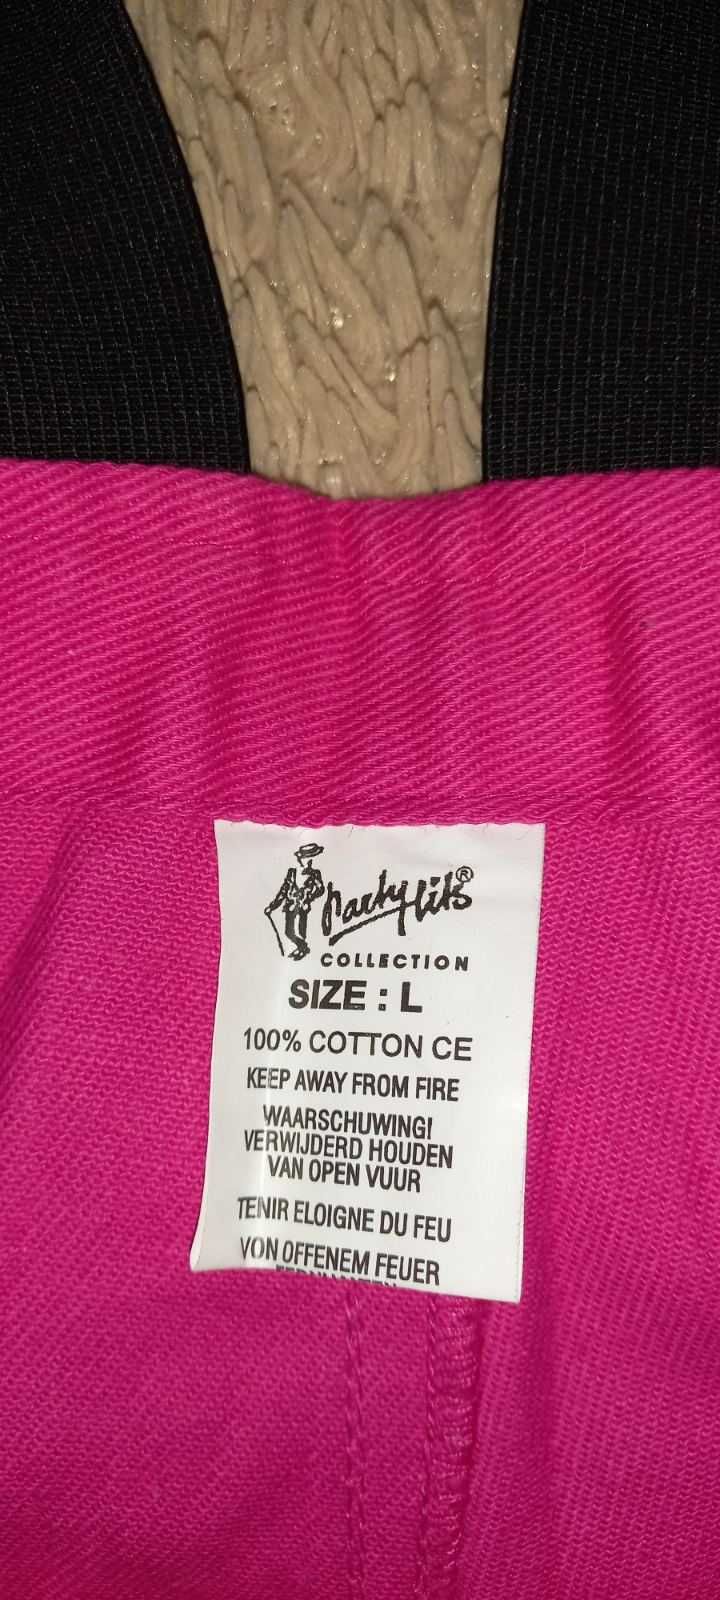 Partylits®
COLLECTION
SIZE : L
100% COTTON CE
KEEP AWAY FROM FIRE
WAARSCHUWING!
VERWIJDERD HOUDEN
VAN OPEN VUUR
TENIR ELOIGNE DU FEU
VON OFFENEM FEUER